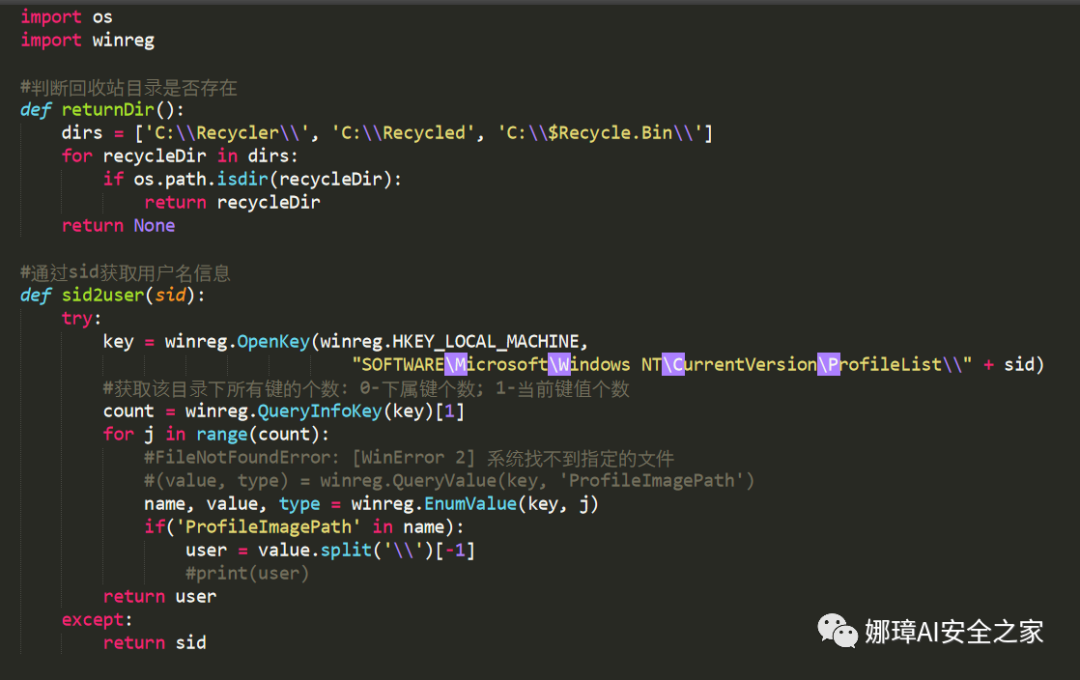 import os
import winreg
#判断回收站目录是否存在
def returnDir():
    dirs = ['C:\\Recycler\\', 'C:\\Recycled', 'C:\\$Recycle.Bin\\']
    for recycleDir in dirs:
        if os.path.isdir(recycleDir):
            return recycleDir
    return None
#通过sid获取用户名信息
def sid2user(sid):
    try:
        key = winreg.OpenKey(winreg.HKEY_LOCAL_MACHINE,
                                "SOFTWARE\Microsoft\Windows NT\CurrentVersion\ProfileList\\" + sid)
        #获取该目录下所有键的个数: 0-下属键个数; 1-当前键值个数
        count = winreg.QueryInfoKey(key)[1]
        for j in range(count):
            #FileNotFoundError: [WinError 2] 系统找不到指定的文件
            #(value, type) = winreg.QueryValue(key, 'ProfileImagePath')
            name, value, type = winreg.EnumValue(key, j)
            if('ProfileImagePath' in name):
                user = value.split('\\')[-1]
                #print(user)
        return user
    except:
        return sid
娜璋AI安全之家